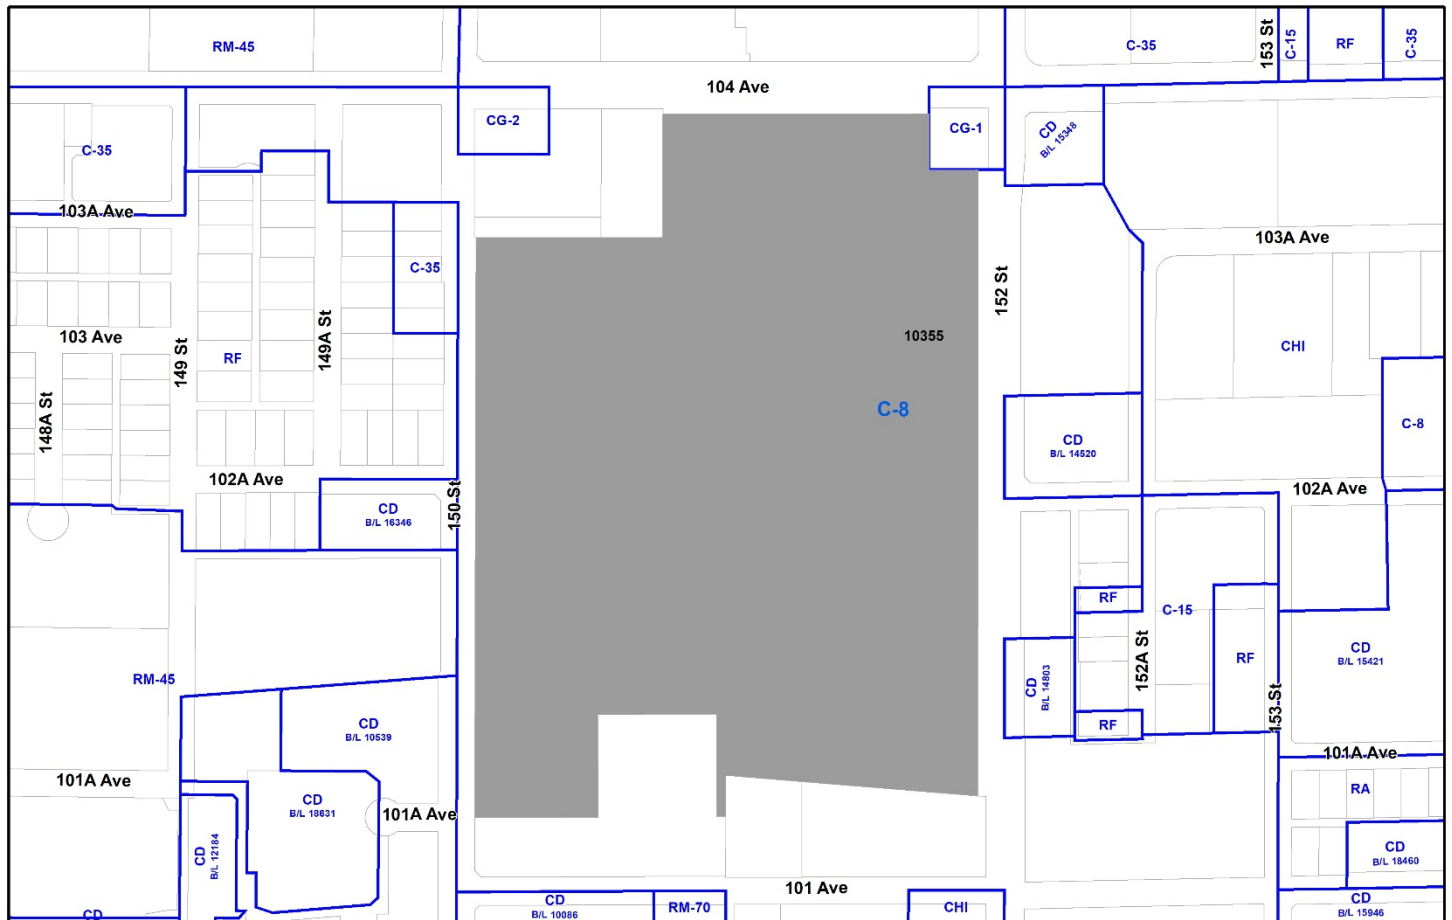 RM-45
C-35
153 St
C-15
RF
C-35
104 Ave
CG-2
CG-1
CD
B/L 15348
C-35
103A Ave
103A Ave
C-35
152 St
103 Ave
149 St
RF
149A St
10355
CHI
C-8
148A St
C-8
CD
B/L 14520
102A Ave
102A Ave
150 St
CD
B/L 16346
RF
C-15
RM-45
152A St
RF
CD
B/L 15421
CD
B/L 14803
153 St
CD
B/L 10539
RF
101A Ave
101A Ave
RA
CD
B/L 18631
101A Ave
CD
B/L 12184
CD
B/L 18460
101 Ave
CD
CD
B/L 10086
RM-70
CHI
CD
B/L 15946